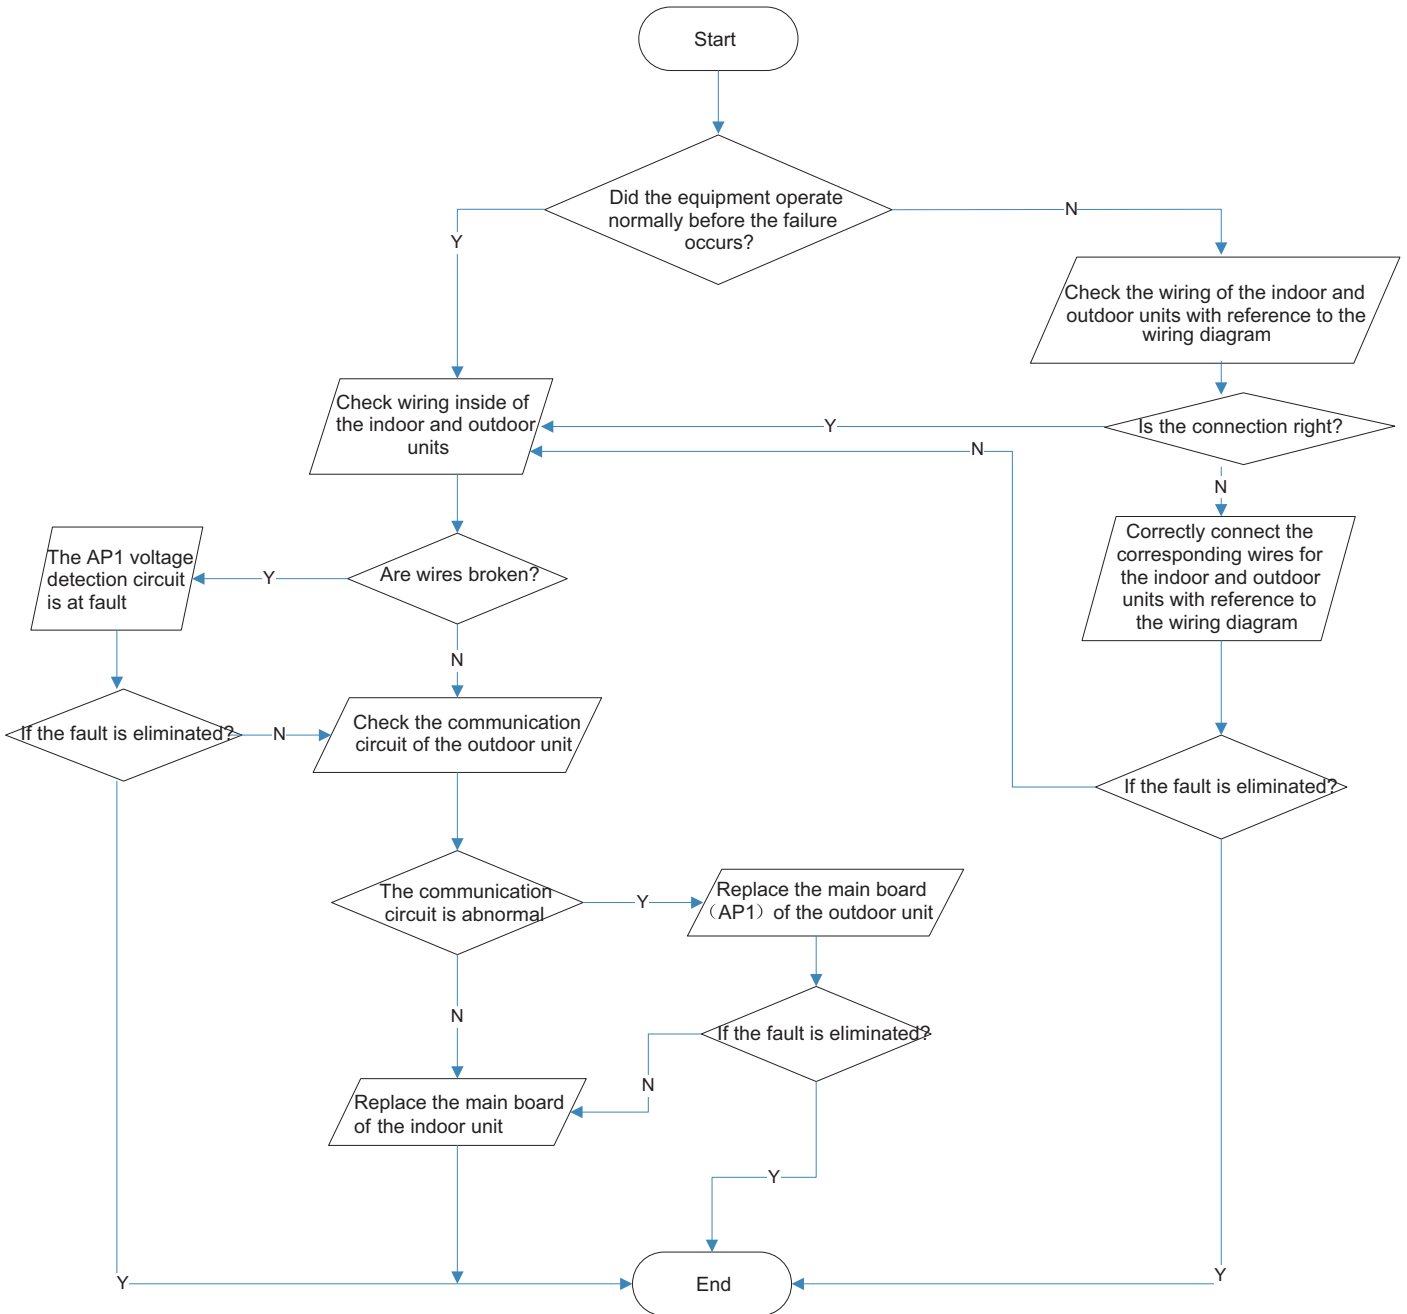 Start
Did the equipment operate
normally before the failure
occurs?
Y
N
Check the wiring of the indoor and
outdoor units with reference to the
wiring diagram
Check wiring inside of
the indoor and outdoor
units
Y
Is the connection right?
N
N
Correctly connect the
corresponding wires for
the indoor and outdoor
units with reference to
the wiring diagram
The AP1 voltage
detection circuit
is at fault
Y
Are wires broken?
N
If the fault is eliminated?
N
Check the communication
circuit of the outdoor unit
If the fault is eliminated?
The communication
circuit is abnormal
Y
Replace the main board
（AP1）of the outdoor unit
N
If the fault is eliminated?
N
Replace the main board
of the indoor unit
Y
Y
End
Y